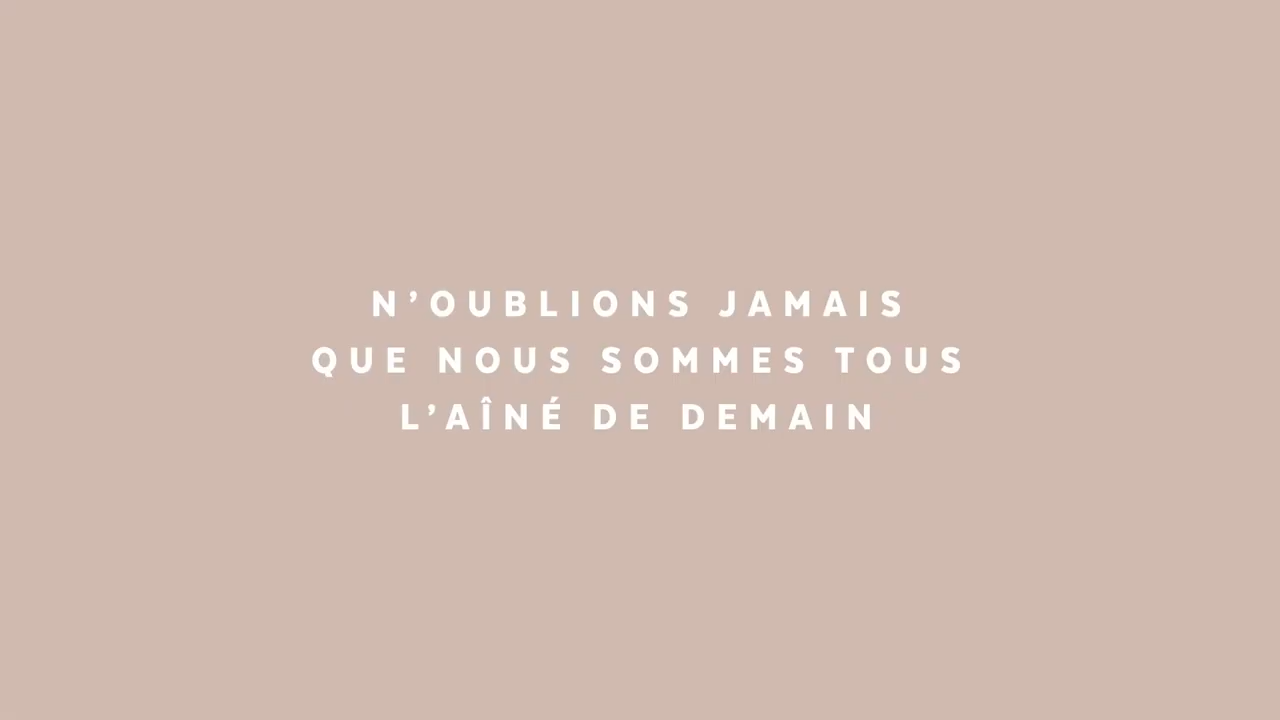 N’OUBLIONS JAMAIS
QUE NOUS SOMMES TOUS
L’AÎNÉ DE DEMAIN